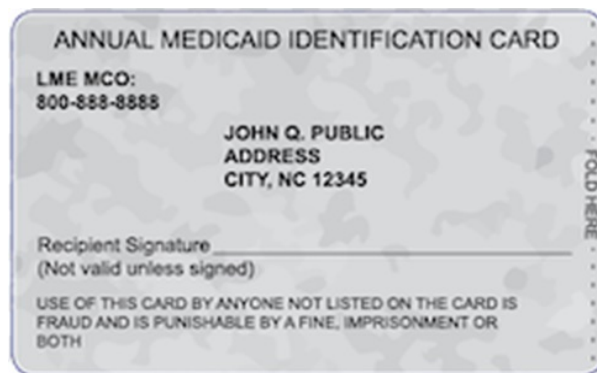 ANNUAL MEDICAID IDENTIFICATION CARD
LME MCO:
800-888-8888
JOHN Q. PUBLIC
ADDRESS
CITY, NC 12345
FOLD HERE
Recipient Signature
(Not valid unless signed)
USE OF THIS CARD BY ANYONE NOT LISTED ON THE CARD IS
FRAUD AND IS PUNISHABLE BY A FINE, IMPRISONMENT OR
BOTH